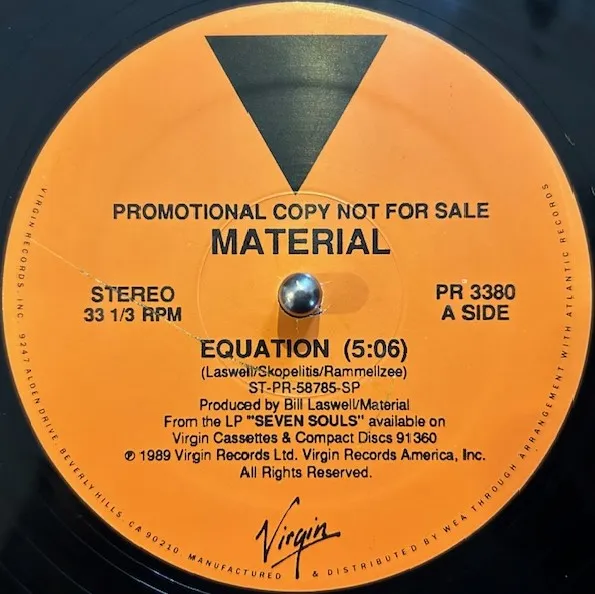 PROMOTIONAL COPY NOT FOR SALE
MATERIAL
STEREO
33 1/3 RPM
PR 3380
A SIDE
EQUATION (5:06)
(Laswell/Skopelitis/Rammellzee)
ST-PR-58785-SP
Produced by Bill Laswell/Material
From the LP "SEVEN SOULS" available on
Virgin Cassettes & Compact Discs 91360
℗ 1989 Virgin Records Ltd. Virgin Records America, Inc.
All Rights Reserved.
Virgin
VIRGIN RECORDS, INC. 9247 ALDEN DRIVE, BEVERLY HILLS, CA 90210. MANUFACTURED & DISTRIBUTED BY WEA THROUGH ARRANGEMENT WITH ATLANTIC RECORDS